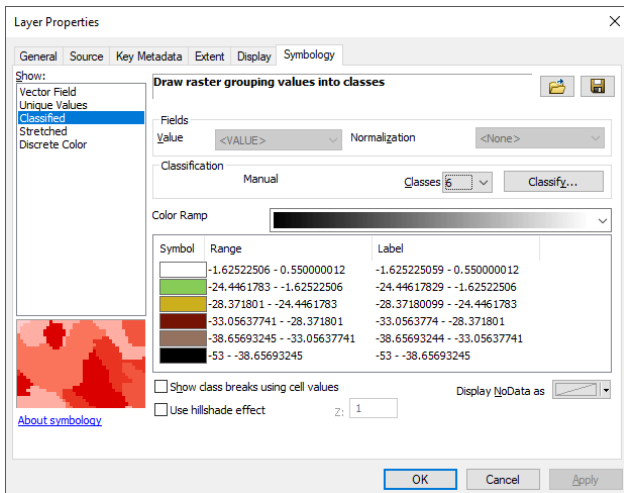 Layer Properties
General Source Key Metadata Extent Display Symbology
Show:
Vector Field
Unique Values
Classified
Stretched
Discrete Color
About symbology
Draw raster grouping values into classes
Fields
Value <VALUE> Normalization <None>
Classification
Manual Classes 6 Classify...
Color Ramp
Symbol Range Label
-1.62522506 - 0.550000012 -1.625225059 - 0.550000012
-24.4461783 - -1.62522506 -24.44617829 - -1.62522506
-28.371801 - -24.4461783 -28.37180099 - -24.4461783
-33.05637741 - -28.371801 -33.0563774 - -28.371801
-38.65693245 - -33.05637741 -38.65693244 - -33.05637741
-53 - -38.65693245 -53 - -38.65693245
Show class breaks using cell values Display NoData as
Use hillshade effect Z: 1
OK Cancel Apply